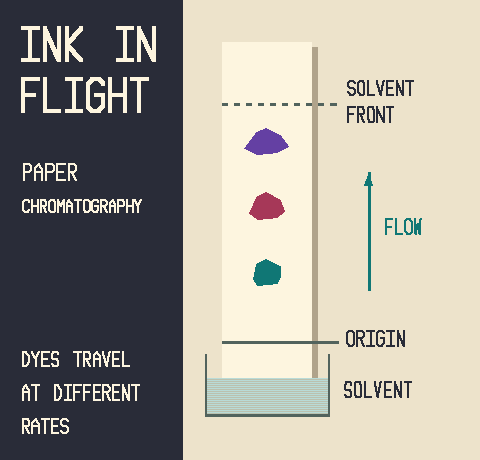 INK IN
FLIGHT
PAPER
CHROMATOGRAPHY
DYES TRAVEL
AT DIFFERENT
RATES
SOLVENT
FRONT
FLOW
ORIGIN
SOLVENT